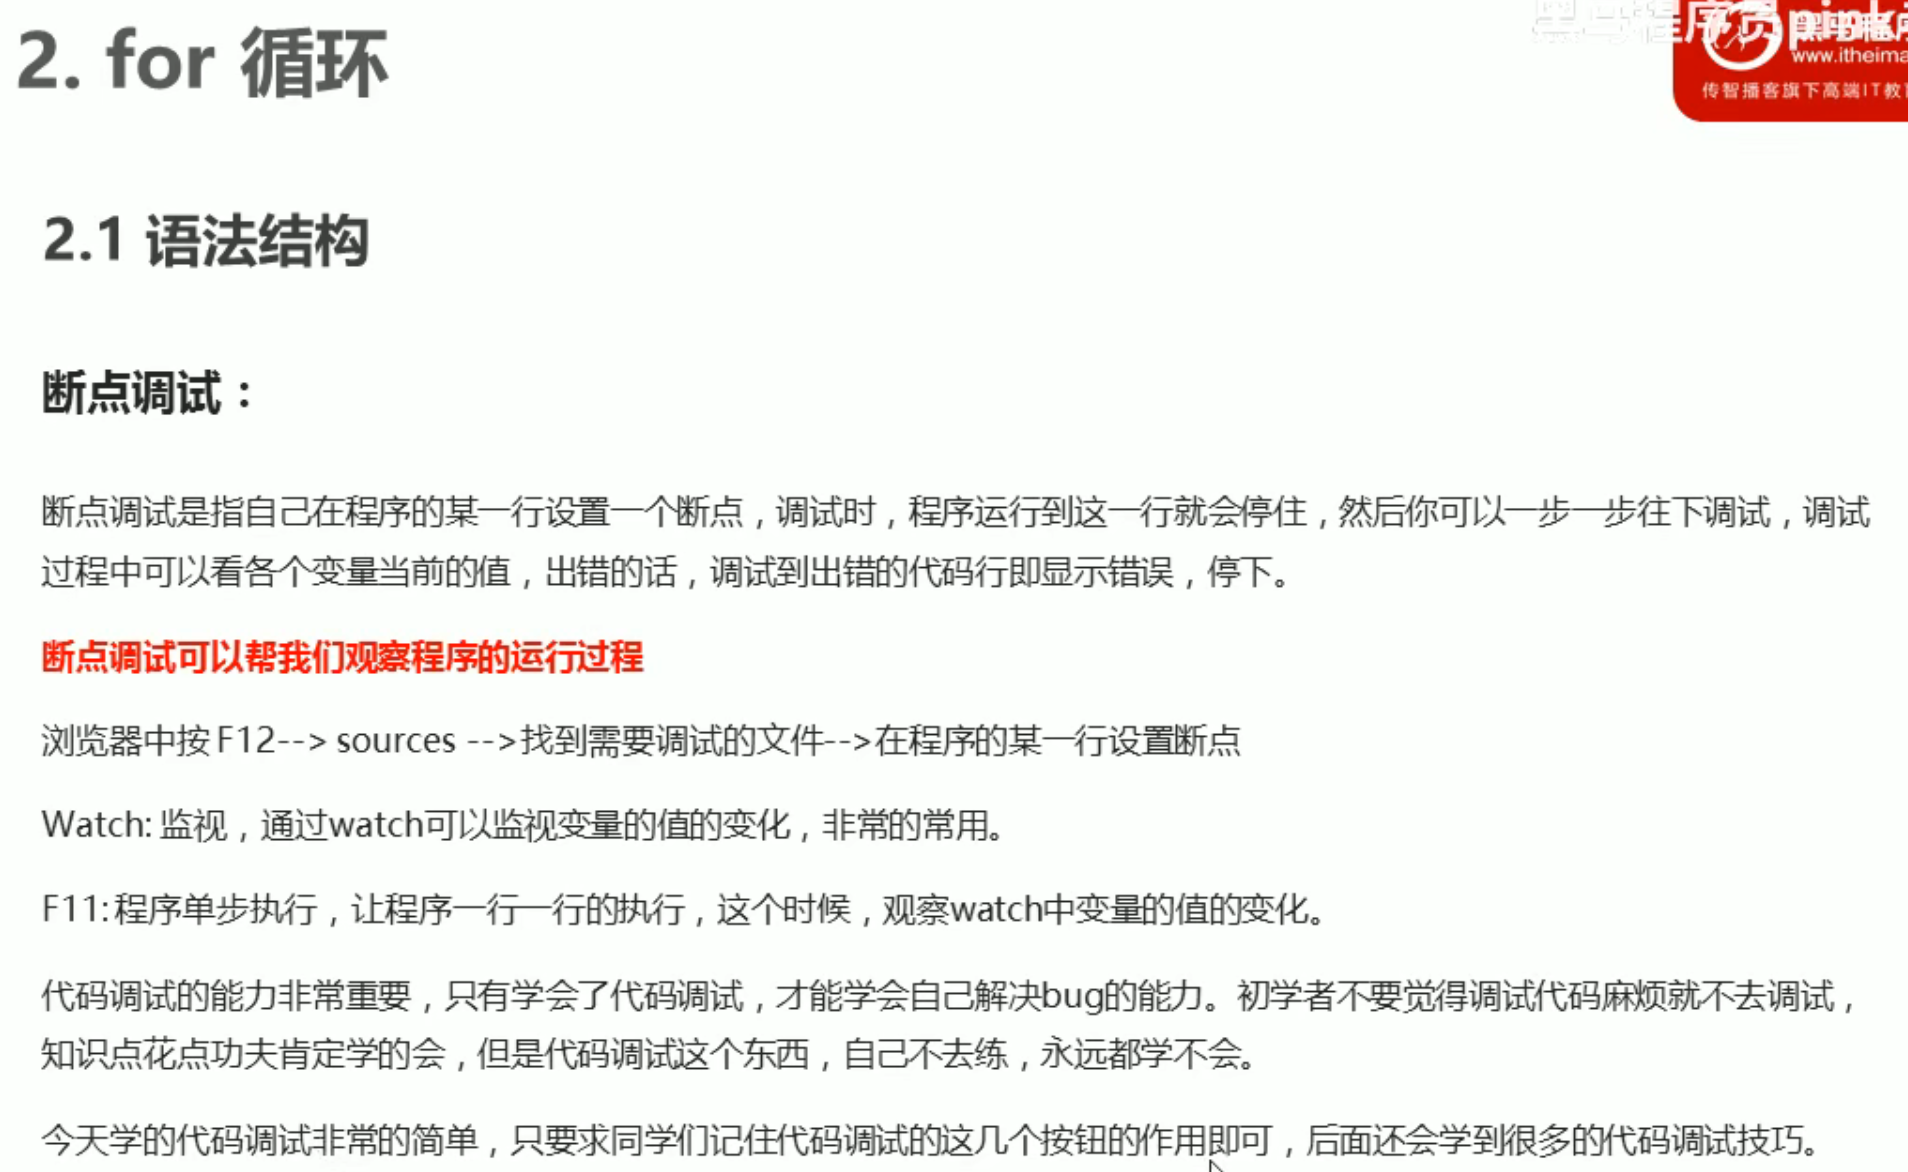 黑马程序员pink
www.itheima
传智播客旗下高端IT教
2. for 循环
2.1 语法结构
断点调试：
断点调试是指自己在程序的某一行设置一个断点，调试时，程序运行到这一行就会停住，然后你可以一步一步往下调试，调试
过程中可以看各个变量当前的值，出错的话，调试到出错的代码行即显示错误，停下。
断点调试可以帮我们观察程序的运行过程
浏览器中按 F12--> sources -->找到需要调试的文件-->在程序的某一行设置断点
Watch: 监视，通过watch可以监视变量的值的变化，非常的常用。
F11: 程序单步执行，让程序一行一行的执行，这个时候，观察watch中变量的值的变化。
代码调试的能力非常重要，只有学会了代码调试，才能学会自己解决bug的能力。初学者不要觉得调试代码麻烦就不去调试，
知识点花点功夫肯定学的会，但是代码调试这个东西，自己不去练，永远都学不会。
今天学的代码调试非常的简单，只要求同学们记住代码调试的这几个按钮的作用即可，后面还会学到很多的代码调试技巧。